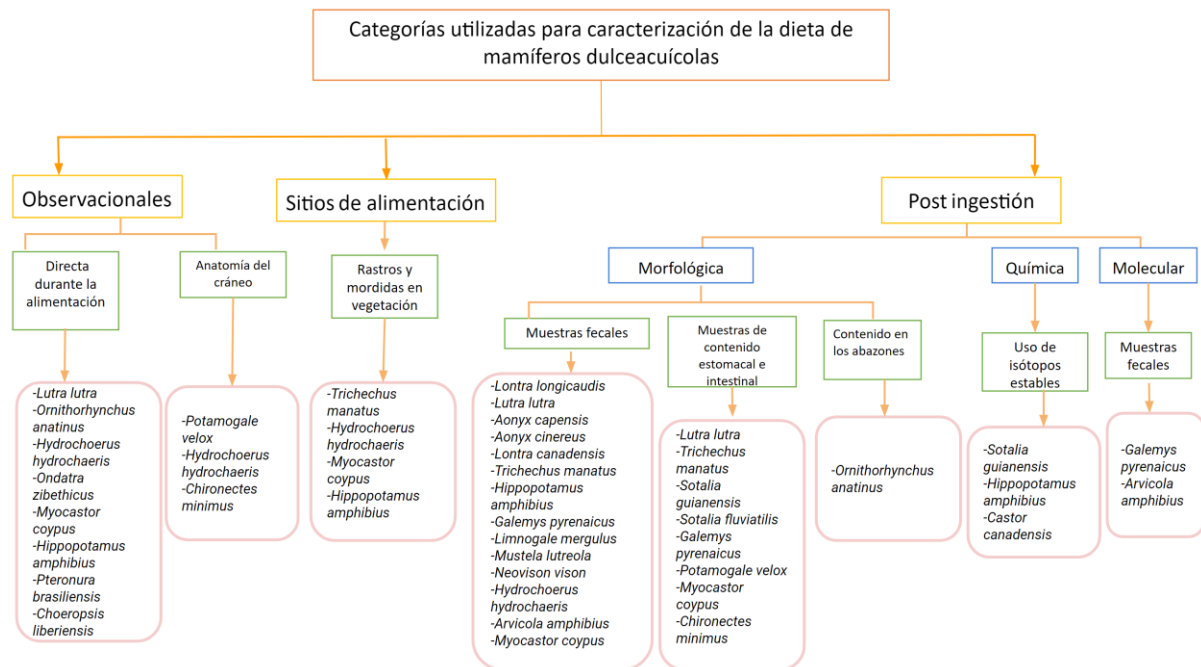 Categorías utilizadas para caracterización de la dieta de
mamíferos dulceacuícolas
Observacionales
Sitios de alimentación
Post ingestión
Directa
durante la
alimentación
Anatomía del
cráneo
Rastros y
mordidas en
vegetación
Morfológica
Química
Molecular
Muestras fecales
Muestras de
contenido
estomacal e
intestinal
Contenido en
los abazones
Uso de
isótopos
estables
Muestras
fecales
-Lutra lutra
-Ornithorhynchus
anatinus
-Hydrochoerus
hydrochaeris
-Ondatra
zibethicus
-Myocastor
coypus
-Hippopotamus
amphibius
-Pteronura
brasiliensis
-Choeropsis
liberiensis
-Potamogale
velox
-Hydrochoerus
hydrochaeris
-Chironectes
minimus
-Trichechus
manatus
-Hydrochoerus
hydrochaeris
-Myocastor
coypus
-Hippopotamus
amphibius
-Lontra longicaudis
-Lutra lutra
-Aonyx capensis
-Aonyx cinereus
-Lontra canadensis
-Trichechus manatus
-Hippopotamus
amphibius
-Galemys pyrenaicus
-Limnogale mergulus
-Mustela lutreola
-Neovison vison
-Hydrochoerus
hydrochaeris
-Arvicola amphibius
-Myocastor coypus
-Lutra lutra
-Trichechus
manatus
-Sotalia
guianensis
-Sotalia fluviatilis
-Galemys
pyrenaicus
-Potamogale velox
-Myocastor
coypus
-Chironectes
minimus
-Ornithorhynchus
anatinus
-Sotalia
guianensis
-Hippopotamus
amphibius
-Castor
canadensis
-Galemys
pyrenaicus
-Arvicola
amphibius